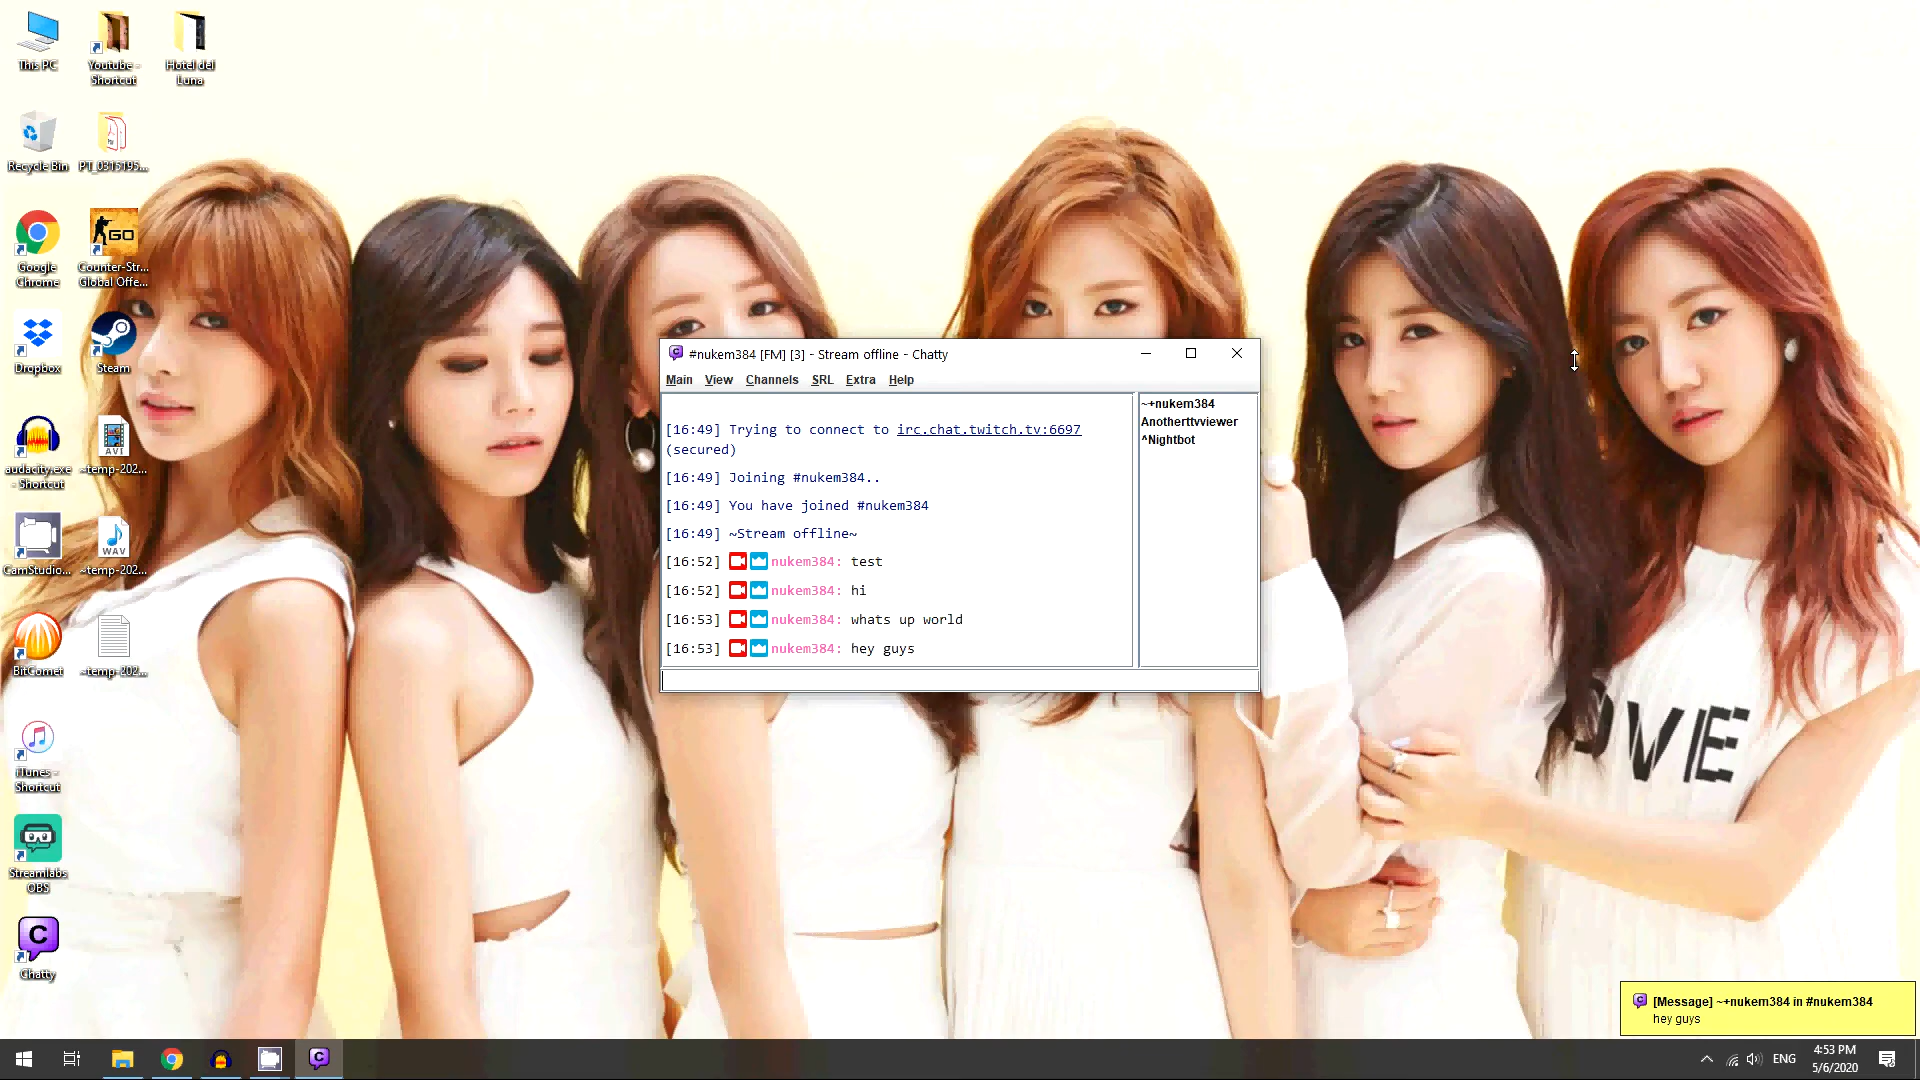 This PC
Youtube -
Shortcut
Hotel del
Luna
Recycle Bin
PT_0315195...
Google
Chrome
GO
Counter-Str...
Global Offe...
Dropbox
Steam
audacity.exe
- Shortcut
AVI
~temp-202...
CamStudio...
WAV
~temp-202...
BitComet
~temp-202...
iTunes -
Shortcut
Streamlabs
OBS
C
Chatty
#nukem384 [FM] [3] - Stream offline - Chatty
Main View Channels SRL Extra Help
[16:49] Trying to connect to irc.chat.twitch.tv:6697
(secured)
[16:49] Joining #nukem384..
[16:49] You have joined #nukem384
[16:49] ~Stream offline~
[16:52] nukem384: test
[16:52] nukem384: hi
[16:53] nukem384: whats up world
[16:53] nukem384: hey guys
~+nukem384
Anotherttvviewer
^Nightbot
OVE
[Message] ~+nukem384 in #nukem384
hey guys
ENG
4:53 PM
5/6/2020